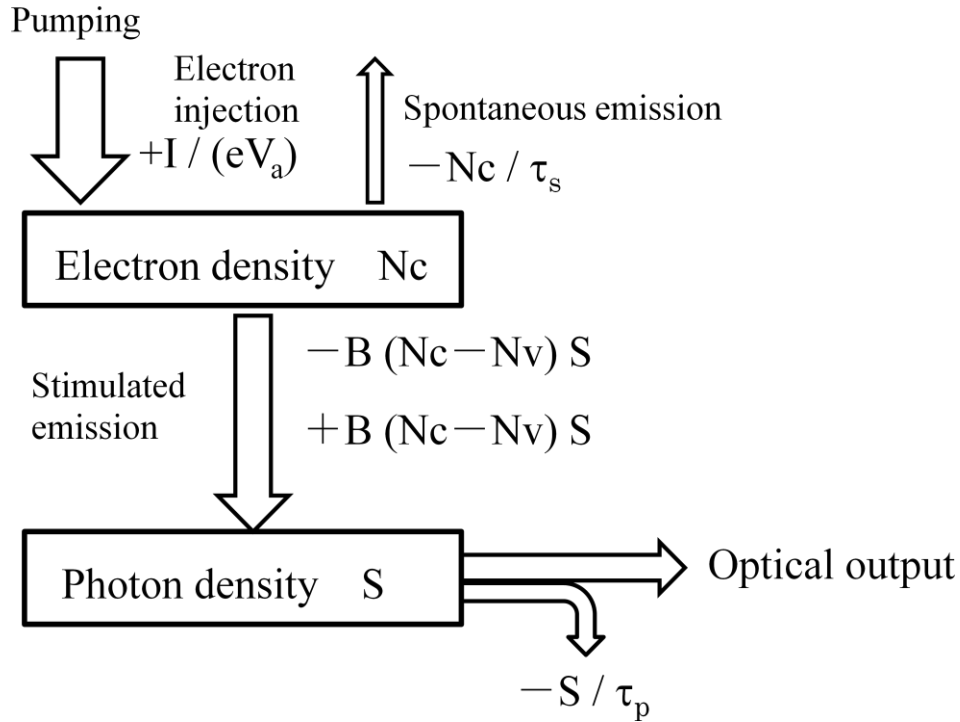 Pumping
Electron
injection
+I / (eVₐ)
Spontaneous emission
−Nc / τₛ
Electron density Nc
Stimulated
emission
−B (Nc−Nv) S
+B (Nc−Nv) S
Photon density S
Optical output
−S / τₚ